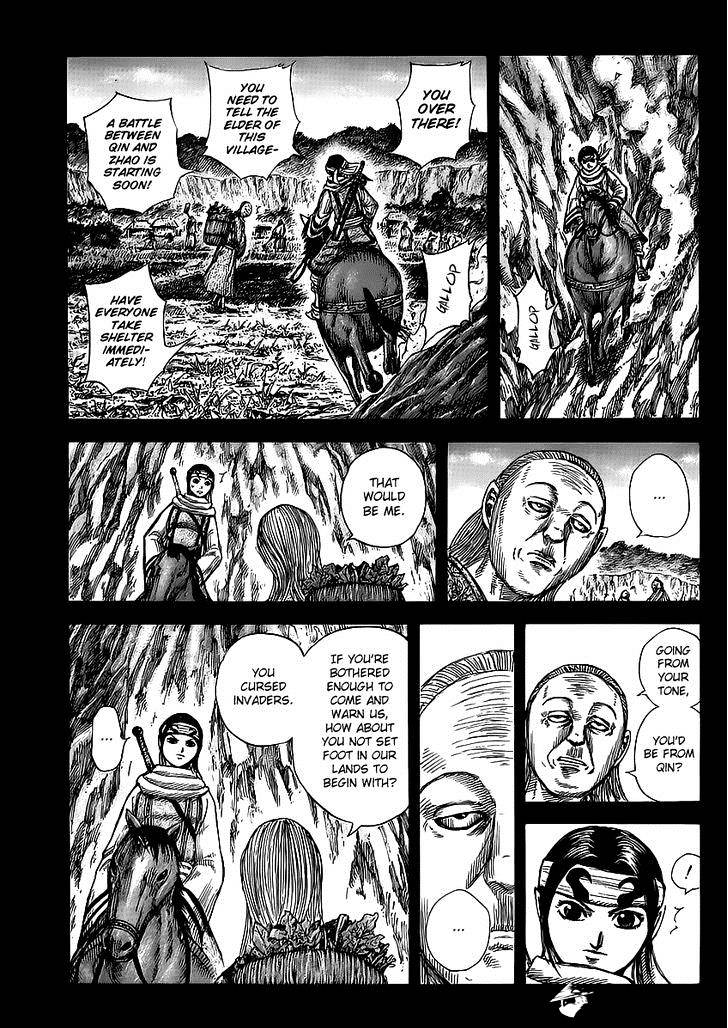 GALLOP
YOU
OVER
THERE!
YOU
NEED TO
TELL THE
ELDER OF
THIS
VILLAGE-
A BATTLE
BETWEEN
QIN AND
ZHAO IS
STARTING
SOON!
HAVE
EVERYONE
TAKE
SHELTER
IMMEDI-
ATELY!
GALLOP
...
THAT
WOULD
BE ME.
GOING
FROM
YOUR
TONE,
YOU'D
BE FROM
QIN?
!
...
IF YOU'RE
BOTHERED
ENOUGH TO
COME AND
WARN US,
HOW ABOUT
YOU NOT SET
FOOT IN OUR
LANDS TO
BEGIN WITH?
YOU
CURSED
INVADERS.
...